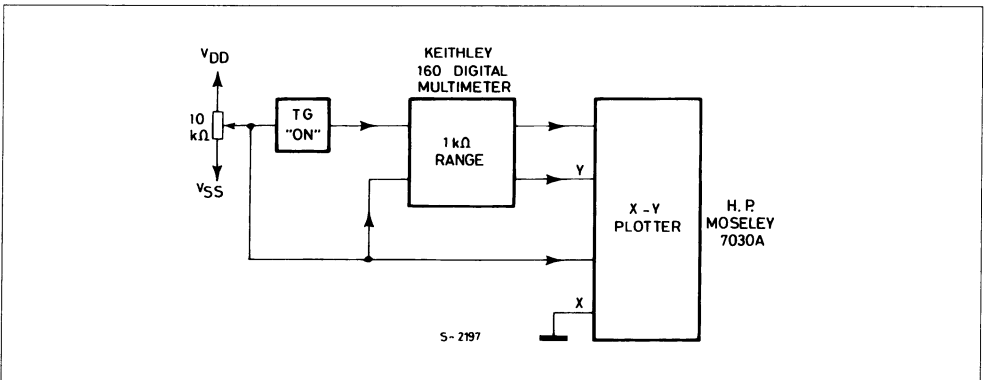 VDD
10
kΩ
VSS
TG
"ON"
KEITHLEY
160 DIGITAL
MULTIMETER
1 kΩ
RANGE
Y
X
X - Y
PLOTTER
H. P.
MOSELEY
7030A
S- 2197